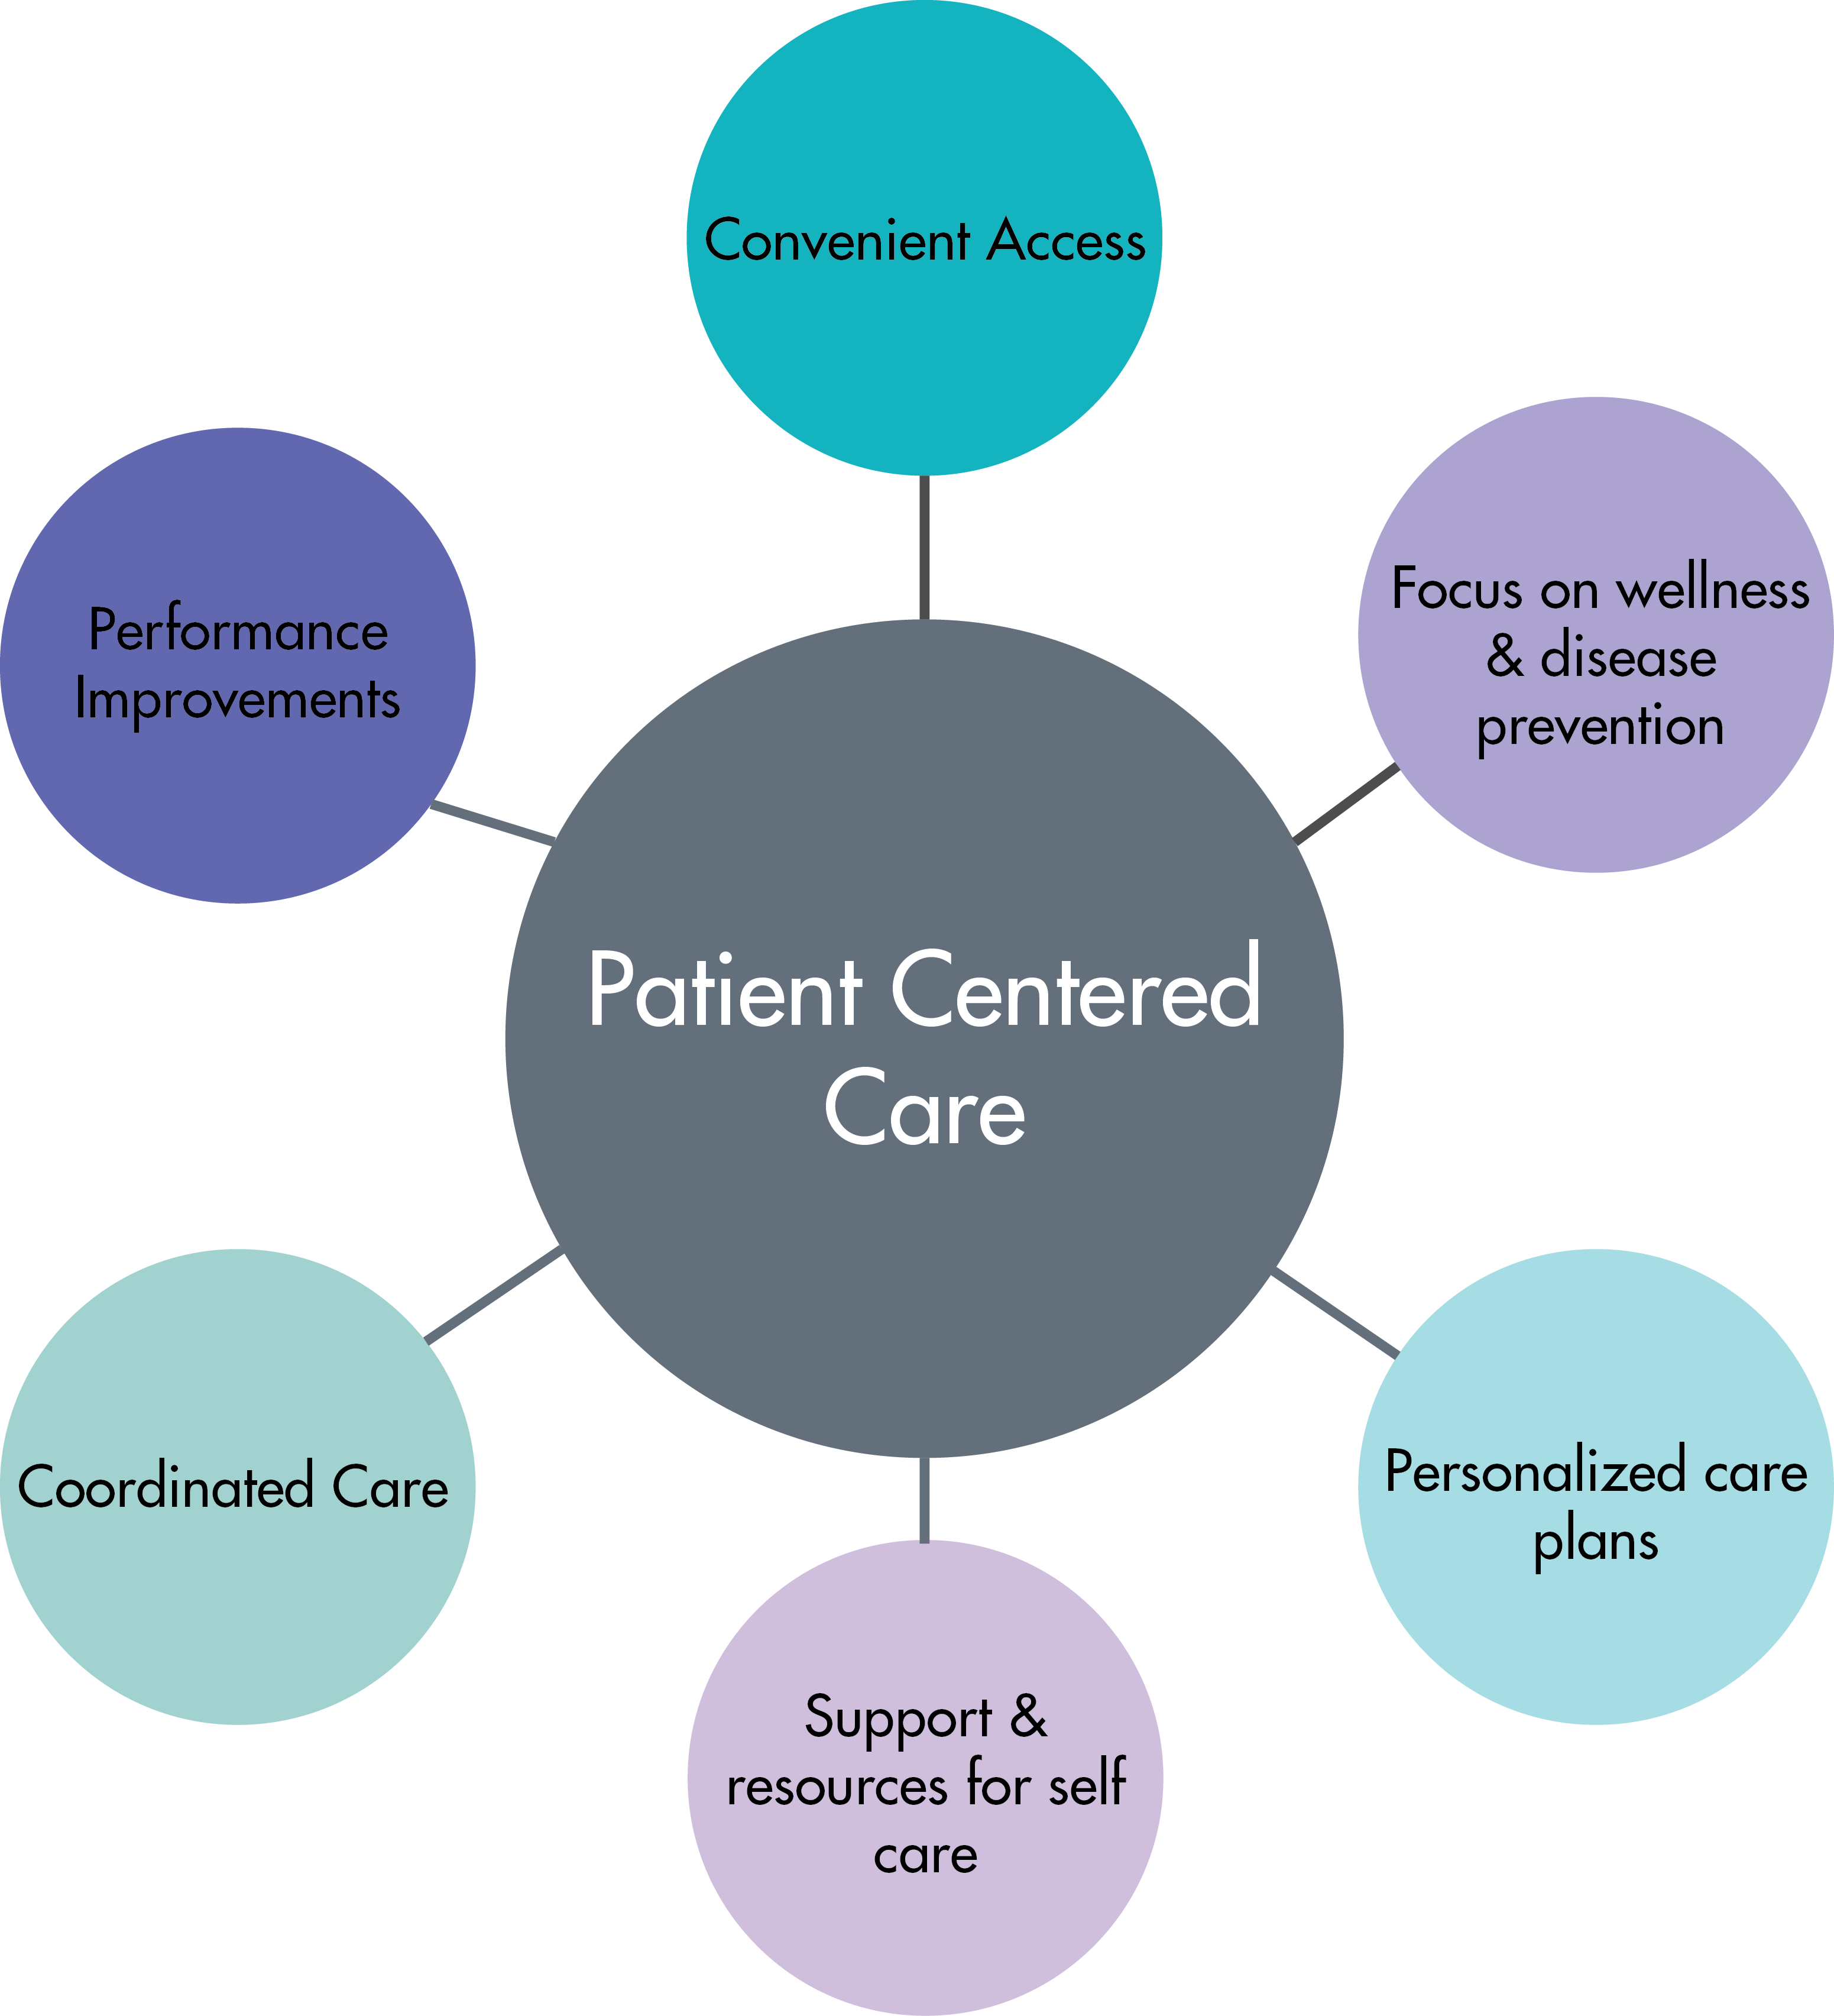 Convenient Access
Focus on wellness
& disease
prevention
Performance
Improvements
Patient Centered
Care
Coordinated Care
Personalized care
plans
Support &
resources for self
care